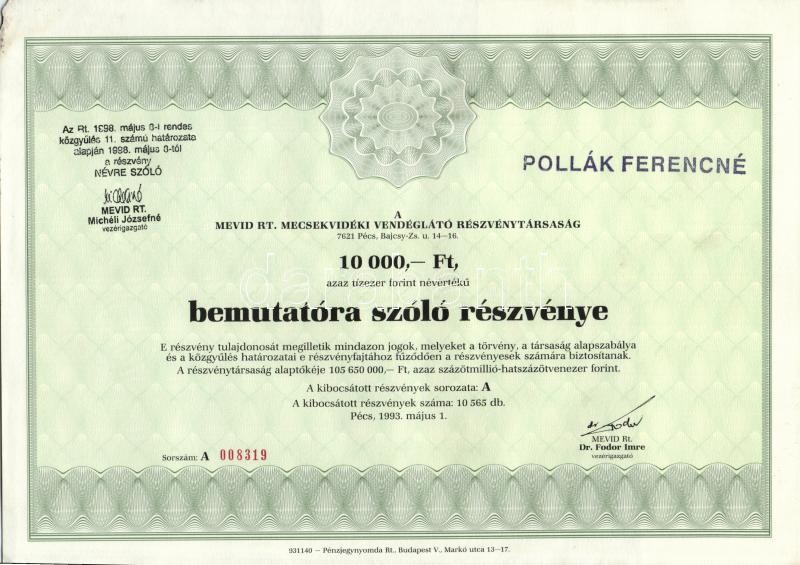 Az Rt. 1998. május 8-i rendes
közgyűlés 11. számú határozata
alapján 1998. május 8-tól
a részvény
NÉVRE SZÓLÓ
MEVID RT.
Michéli Józsefné
vezérigazgató
POLLÁK FERENCNÉ
A
MEVID RT. MECSEKVIDÉKI VENDÉGLÁTÓ RÉSZVÉNYTÁRSASÁG
7621 Pécs, Bajcsy-Zs. u. 14—16.
10 000,— Ft,
azaz tízezer forint névértékű
bemutatóra szóló részvénye
E részvény tulajdonosát megilletik mindazon jogok, melyeket a törvény, a társaság alapszabálya
és a közgyűlés határozatai e részvényfajtához fűződően a részvényesek számára biztosítanak.
A részvénytársaság alaptőkéje 105 650 000,— Ft, azaz százötmillió-hatszázötvenezer forint.
A kibocsátott részvények sorozata: A
A kibocsátott részvények száma: 10 565 db.
Pécs, 1993. május 1.
dr Fodor
MEVID Rt.
Dr. Fodor Imre
vezérigazgató
Sorszám: A 008319
931140 — Pénzjegynyomda Rt., Budapest V., Markó utca 13—17.